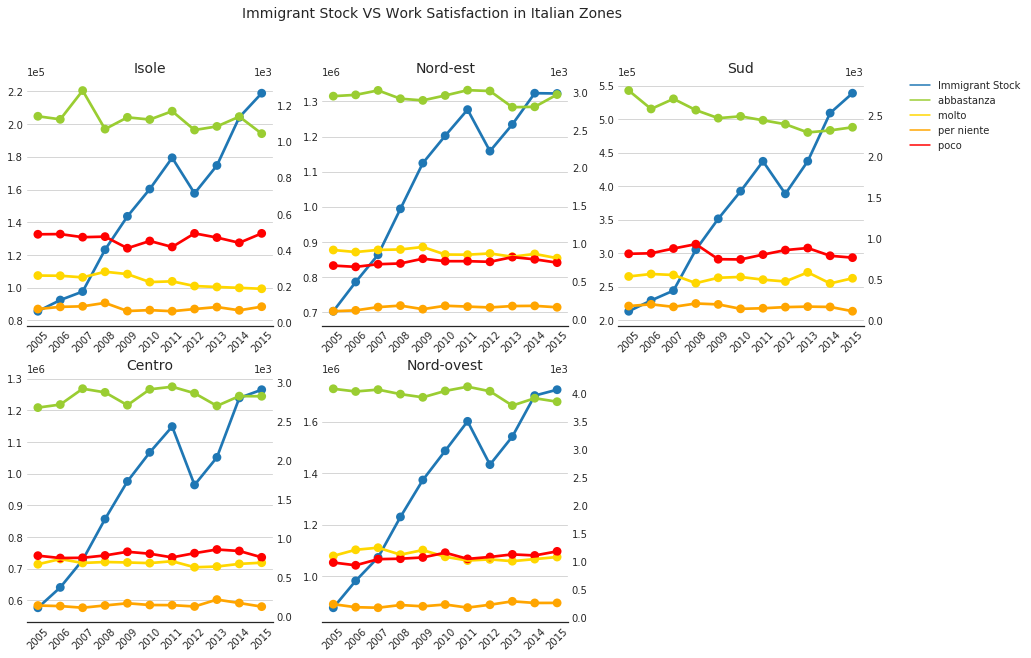 Immigrant Stock VS Work Satisfaction in Italian Zones
Isole
1e5
1e3
2.2
2.0
1.8
1.6
1.4
1.2
1.0
0.8
1.2
1.0
0.8
0.6
0.4
0.2
0.0
2005 2006 2007 2008 2009 2010 2011 2012 2013 2014 2015
Nord-est
1e6
1e3
1.3
1.2
1.1
1.0
0.9
0.8
0.7
3.0
2.5
2.0
1.5
1.0
0.5
0.0
2005 2006 2007 2008 2009 2010 2011 2012 2013 2014 2015
Sud
1e5
1e3
5.5
5.0
4.5
4.0
3.5
3.0
2.5
2.0
2.5
2.0
1.5
1.0
0.5
0.0
2005 2006 2007 2008 2009 2010 2011 2012 2013 2014 2015
Immigrant Stock
abbastanza
molto
per niente
poco
Centro
1e6
1e3
1.3
1.2
1.1
1.0
0.9
0.8
0.7
0.6
3.0
2.5
2.0
1.5
1.0
0.5
0.0
2005 2006 2007 2008 2009 2010 2011 2012 2013 2014 2015
Nord-ovest
1e6
1e3
1.6
1.4
1.2
1.0
4.0
3.5
3.0
2.5
2.0
1.5
1.0
0.5
0.0
2005 2006 2007 2008 2009 2010 2011 2012 2013 2014 2015